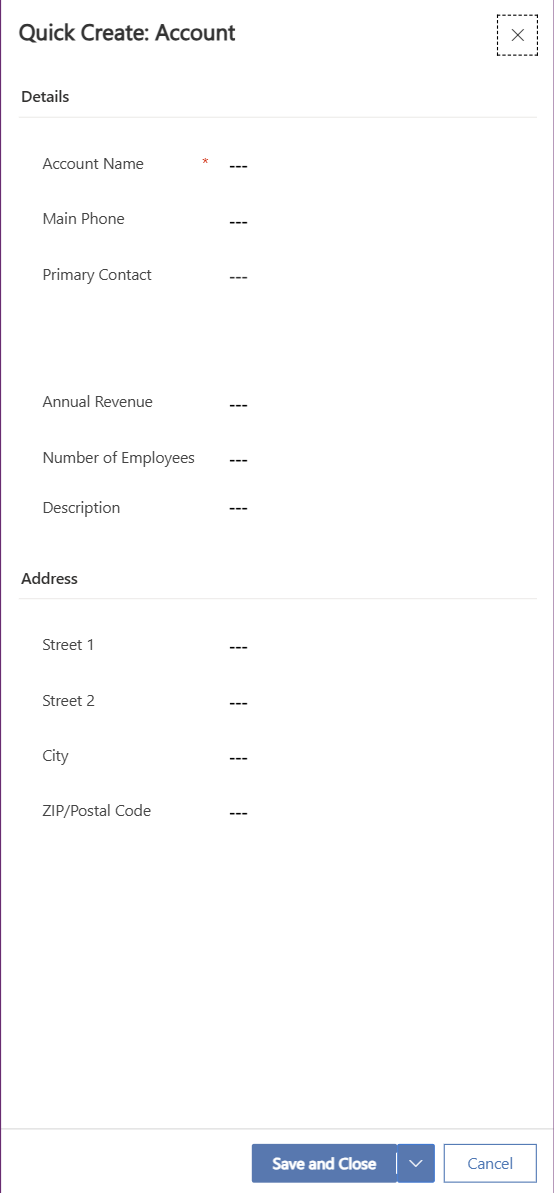 Quick Create: Account
Details
Account Name * ---
Main Phone ---
Primary Contact ---
Annual Revenue ---
Number of Employees ---
Description ---
Address
Street 1 ---
Street 2 ---
City ---
ZIP/Postal Code ---
Save and Close Cancel